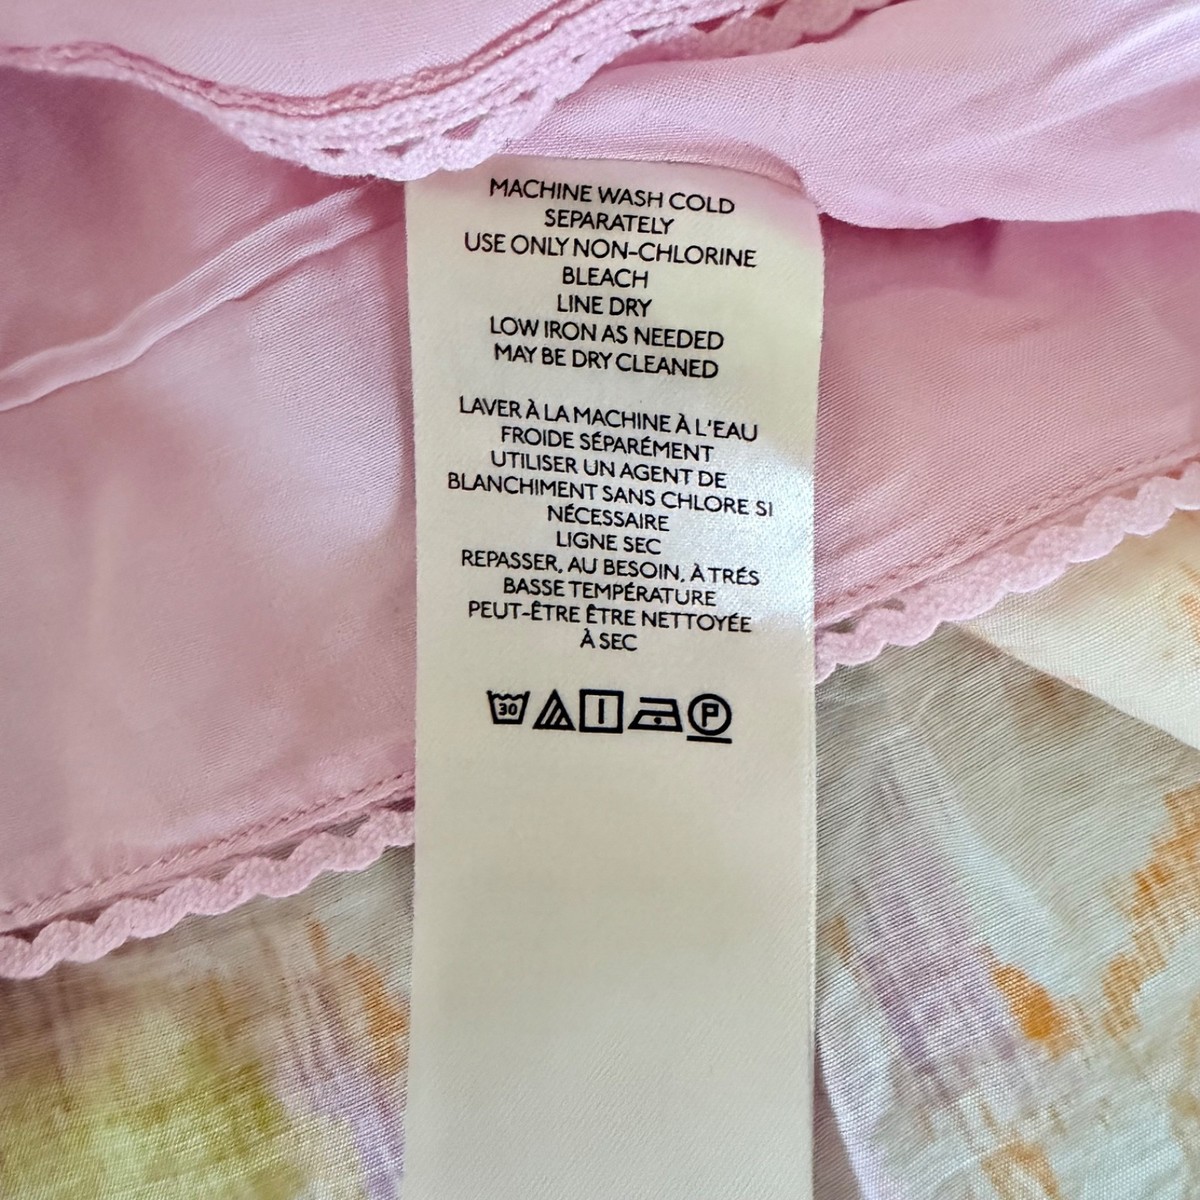 MACHINE WASH COLD
SEPARATELY
USE ONLY NON-CHLORINE
BLEACH
LINE DRY
LOW IRON AS NEEDED
MAY BE DRY CLEANED
LAVER À LA MACHINE À L'EAU
FROIDE SÉPARÉMENT
UTILISER UN AGENT DE
BLANCHIMENT SANS CHLORE SI
NÉCESSAIRE
LIGNE SEC
REPASSER, AU BESOIN, À TRÉS
BASSE TEMPÉRATURE
PEUT-ÊTRE ÊTRE NETTOYÉE
À SEC
30 P